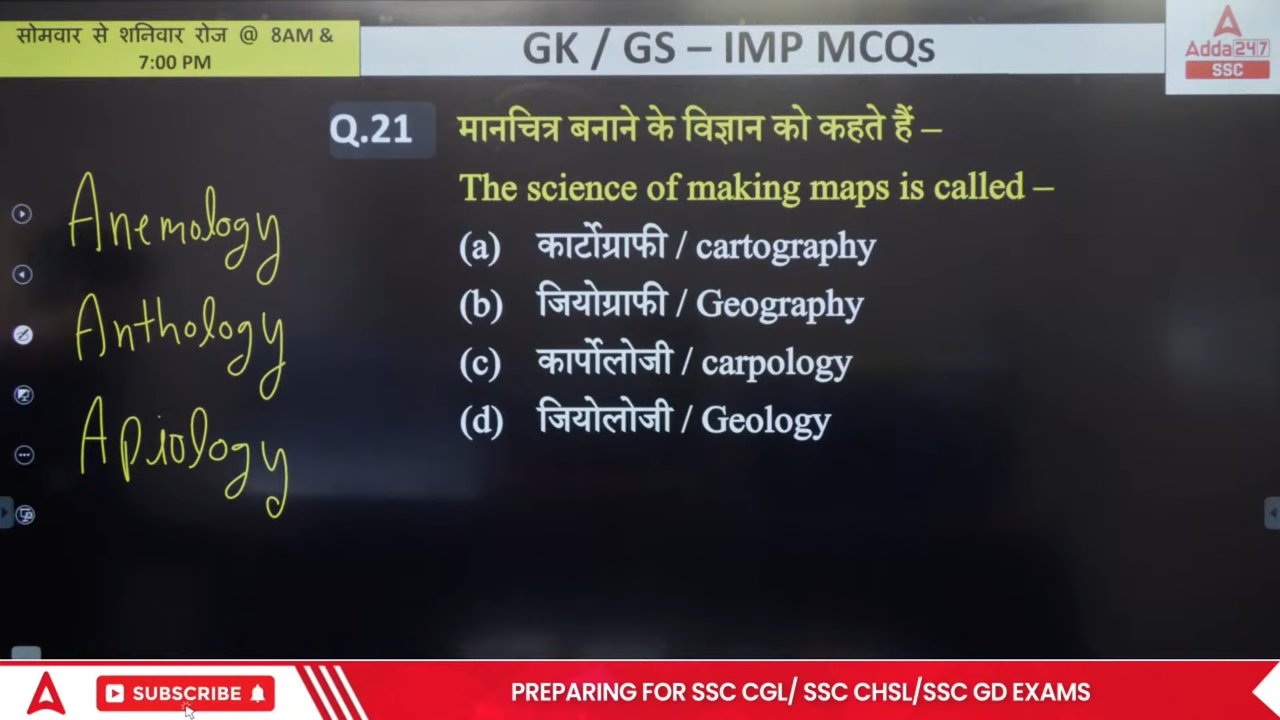 सोमवार से शनिवार रोज @ 8AM &
7:00 PM
GK / GS – IMP MCQs
Adda247
SSC
Q.21 मानचित्र बनाने के विज्ञान को कहते हैं –
The science of making maps is called –
(a) कार्टोग्राफी / cartography
(b) जियोग्राफी / Geography
(c) कार्पोलोजी / carpology
(d) जियोलोजी / Geology
Anemology
Anthology
Apiology
SUBSCRIBE
PREPARING FOR SSC CGL/ SSC CHSL/SSC GD EXAMS